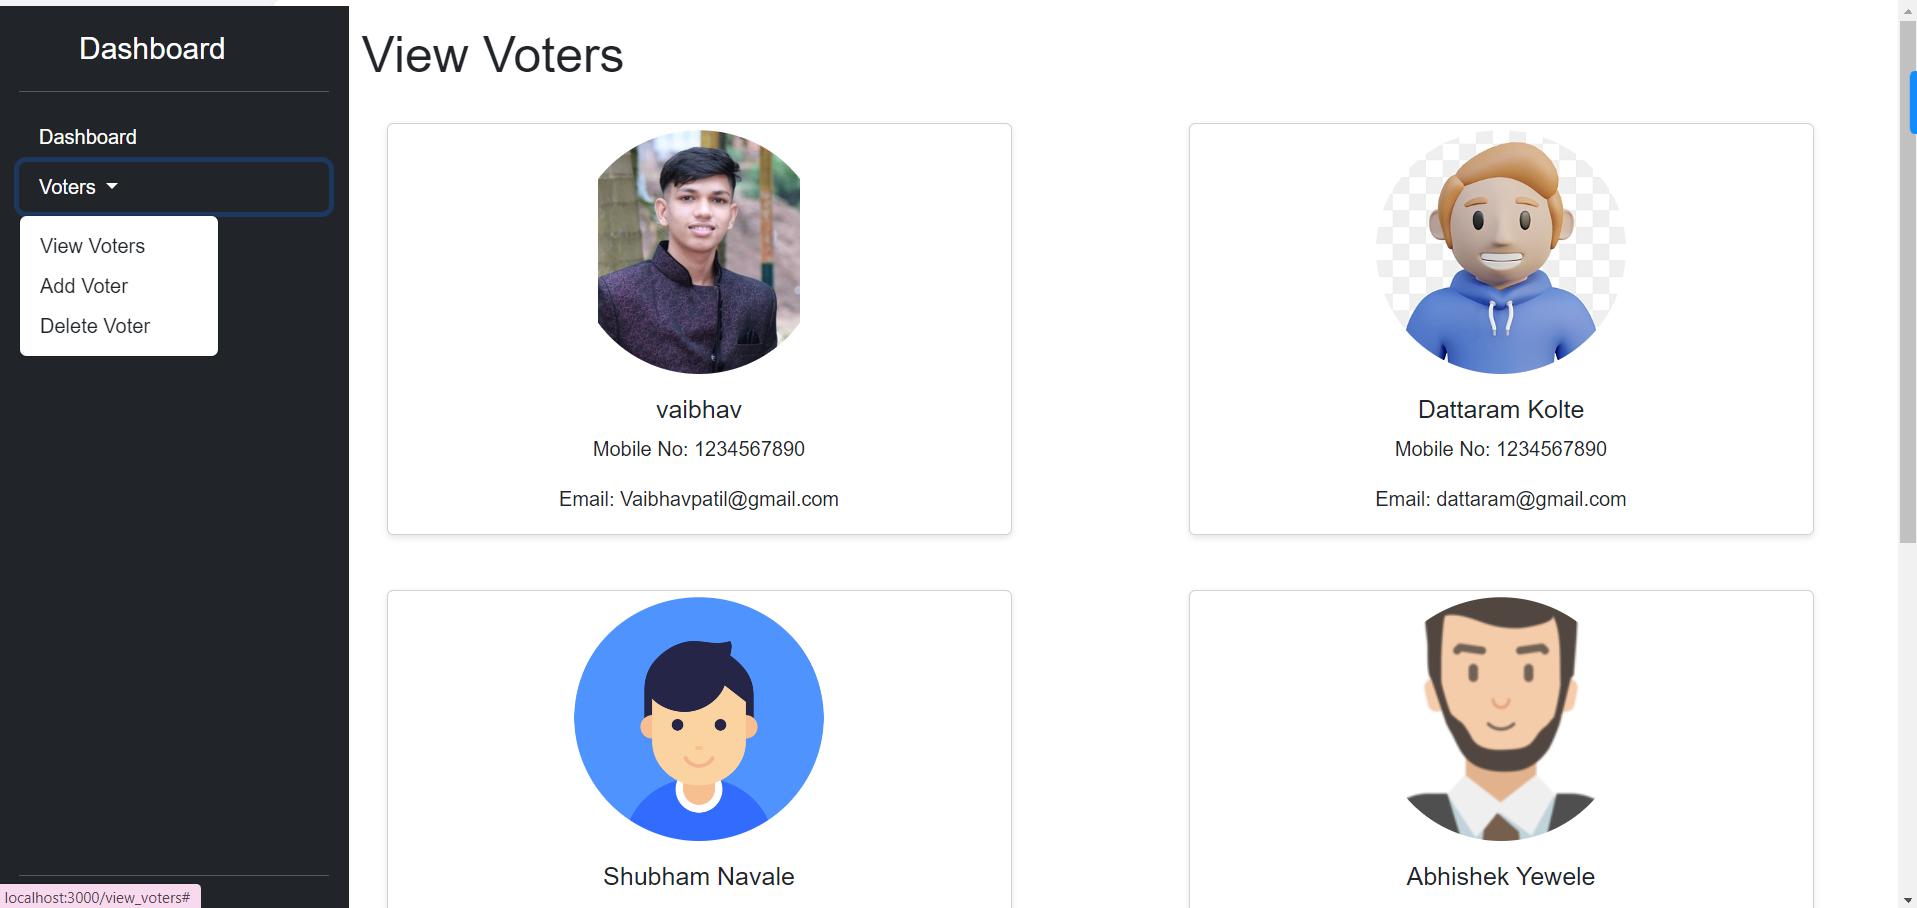 Dashboard
Dashboard
Voters
View Voters
Add Voter
Delete Voter
localhost:3000/view_voters#
View Voters
vaibhav
Mobile No: 1234567890
Email: Vaibhavpatil@gmail.com
Dattaram Kolte
Mobile No: 1234567890
Email: dattaram@gmail.com
Shubham Navale
Abhishek Yewele